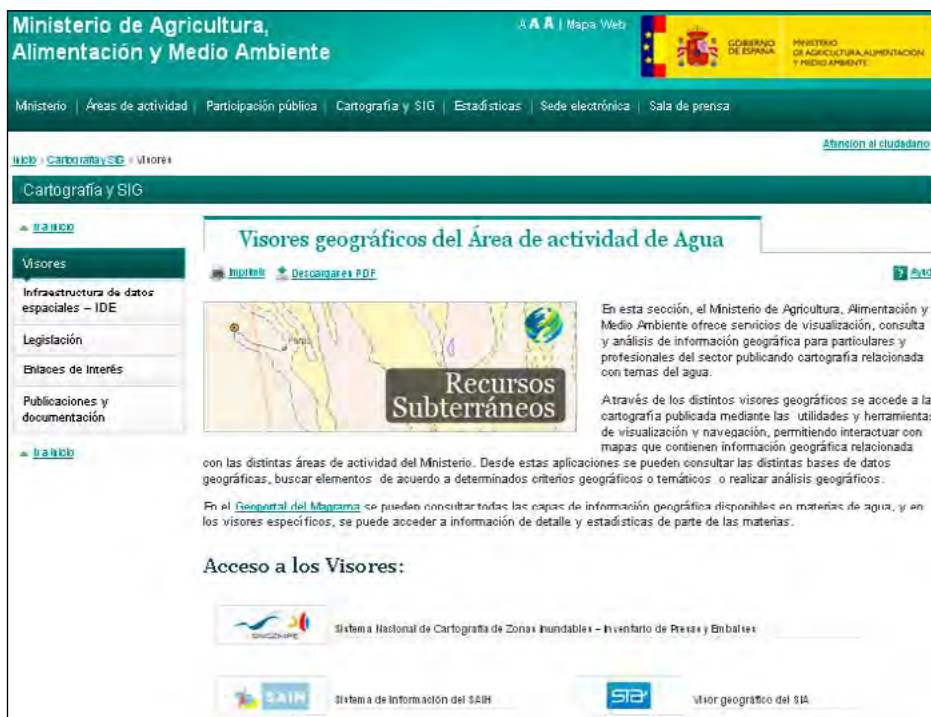 Ministerio de Agricultura,
Alimentación y Medio Ambiente
A A A | Mapa Web
GOBIERNO
DE ESPAÑA
MINISTERIO
DE AGRICULTURA, ALIMENTACIÓN
Y MEDIO AMBIENTE
Ministerio | Áreas de actividad | Participación pública | Cartografía y SIG | Estadísticas | Sede electrónica | Sala de prensa
Atención al ciudadano
Inicio › Cartografía y SIG › Visores
Cartografía y SIG
Ir a inicio
Visores
Infraestructura de datos
espaciales – IDE
Legislación
Enlaces de Interés
Publicaciones y
documentación
Ir a inicio
Visores geográficos del Área de actividad de Agua
Imprimir Descargar en PDF
? Ayud
Recursos
Subterráneos
En esta sección, el Ministerio de Agricultura, Alimentación y
Medio Ambiente ofrece servicios de visualización, consulta
y análisis de información geográfica para particulares y
profesionales del sector publicando cartografía relacionada
con temas del agua.
A través de los distintos visores geográficos se accede a la
cartografía publicada mediante las utilidades y herramientas
de visualización y navegación, permitiendo interactuar con
mapas que contienen información geográfica relacionada
con las distintas áreas de actividad del Ministerio. Desde estas aplicaciones se pueden consultar las distintas bases de datos
geográficas, buscar elementos de acuerdo a determinados criterios geográficos o temáticos o realizar análisis geográficos.
En el Geoportal del Magrama se pueden consultar todas las capas de información geográfica disponibles en materias de agua, y en
los visores específicos, se puede acceder a información de detalle y estadísticas de parte de las materias.
Acceso a los Visores:
Sistema Nacional de Cartografía de Zonas Inundables – Inventario de Presas y Embalses
SAIH
Sistema de Información del SAIH
SIA
Visor geográfico del SIA